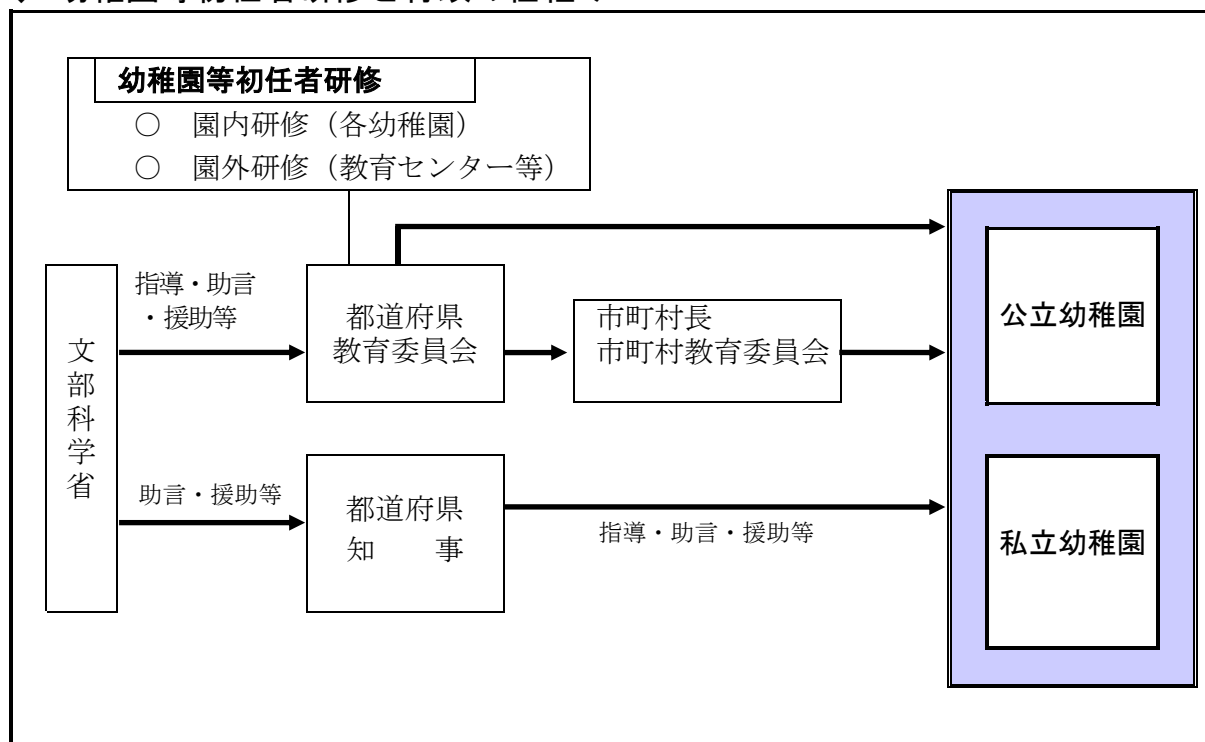 幼稚園等初任者研修
○ 園内研修（各幼稚園）
○ 園外研修（教育センター等）
指導・助言
・援助等
文部科学省
都道府県
教育委員会
市町村長
市町村教育委員会
公立幼稚園
助言・援助等
都道府県
知　事
指導・助言・援助等
私立幼稚園